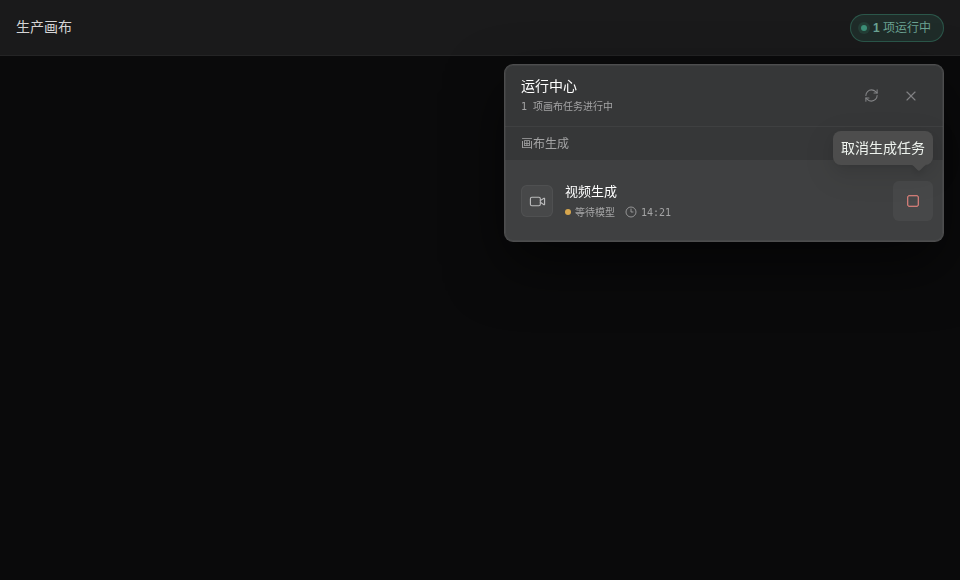 生产画布
1 项运行中
运行中心
1 项画布任务进行中
画布生成
取消生成任务
视频生成
等待模型 14:21